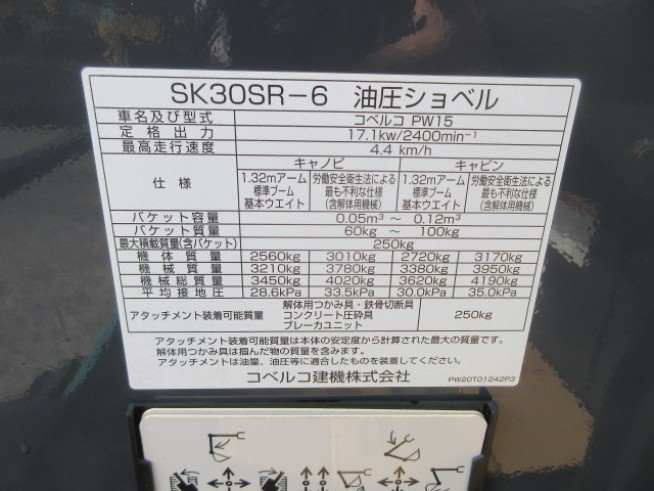 SK30SR-6 油圧ショベル
車名及び型式 コベルコ PW15
定格出力 17.1kw/2400min⁻¹
最高走行速度 4.4 km/h
仕様 キャノピ キャビン
1.32mアーム 標準ブーム 基本ウエイト 労働安全衛生法による 最も不利な仕様 (含解体用機械) 1.32mアーム 標準ブーム 基本ウエイト 労働安全衛生法による 最も不利な仕様 (含解体用機械)
バケット容量 0.05m³ ~ 0.12m³
バケット質量 60kg ~ 100kg
最大積載質量(含バケット) 250kg
機体質量 2560kg 3010kg 2720kg 3170kg
機械質量 3210kg 3780kg 3380kg 3950kg
機械総質量 3450kg 4020kg 3620kg 4190kg
平均接地圧 28.6kPa 33.5kPa 30.0kPa 35.0kPa
アタッチメント装着可能質量 解体用つかみ具・鉄骨切断具 コンクリート圧砕具 ブレーカユニット 250kg
アタッチメント装着可能質量は本体の安定度から計算された最大の質量です。
解体用つかみ具は掴んだ物の質量を含みます。
アタッチメントは油量、油圧等に適合したものを装着してください。
コベルコ建機株式会社 PW20T01242P3